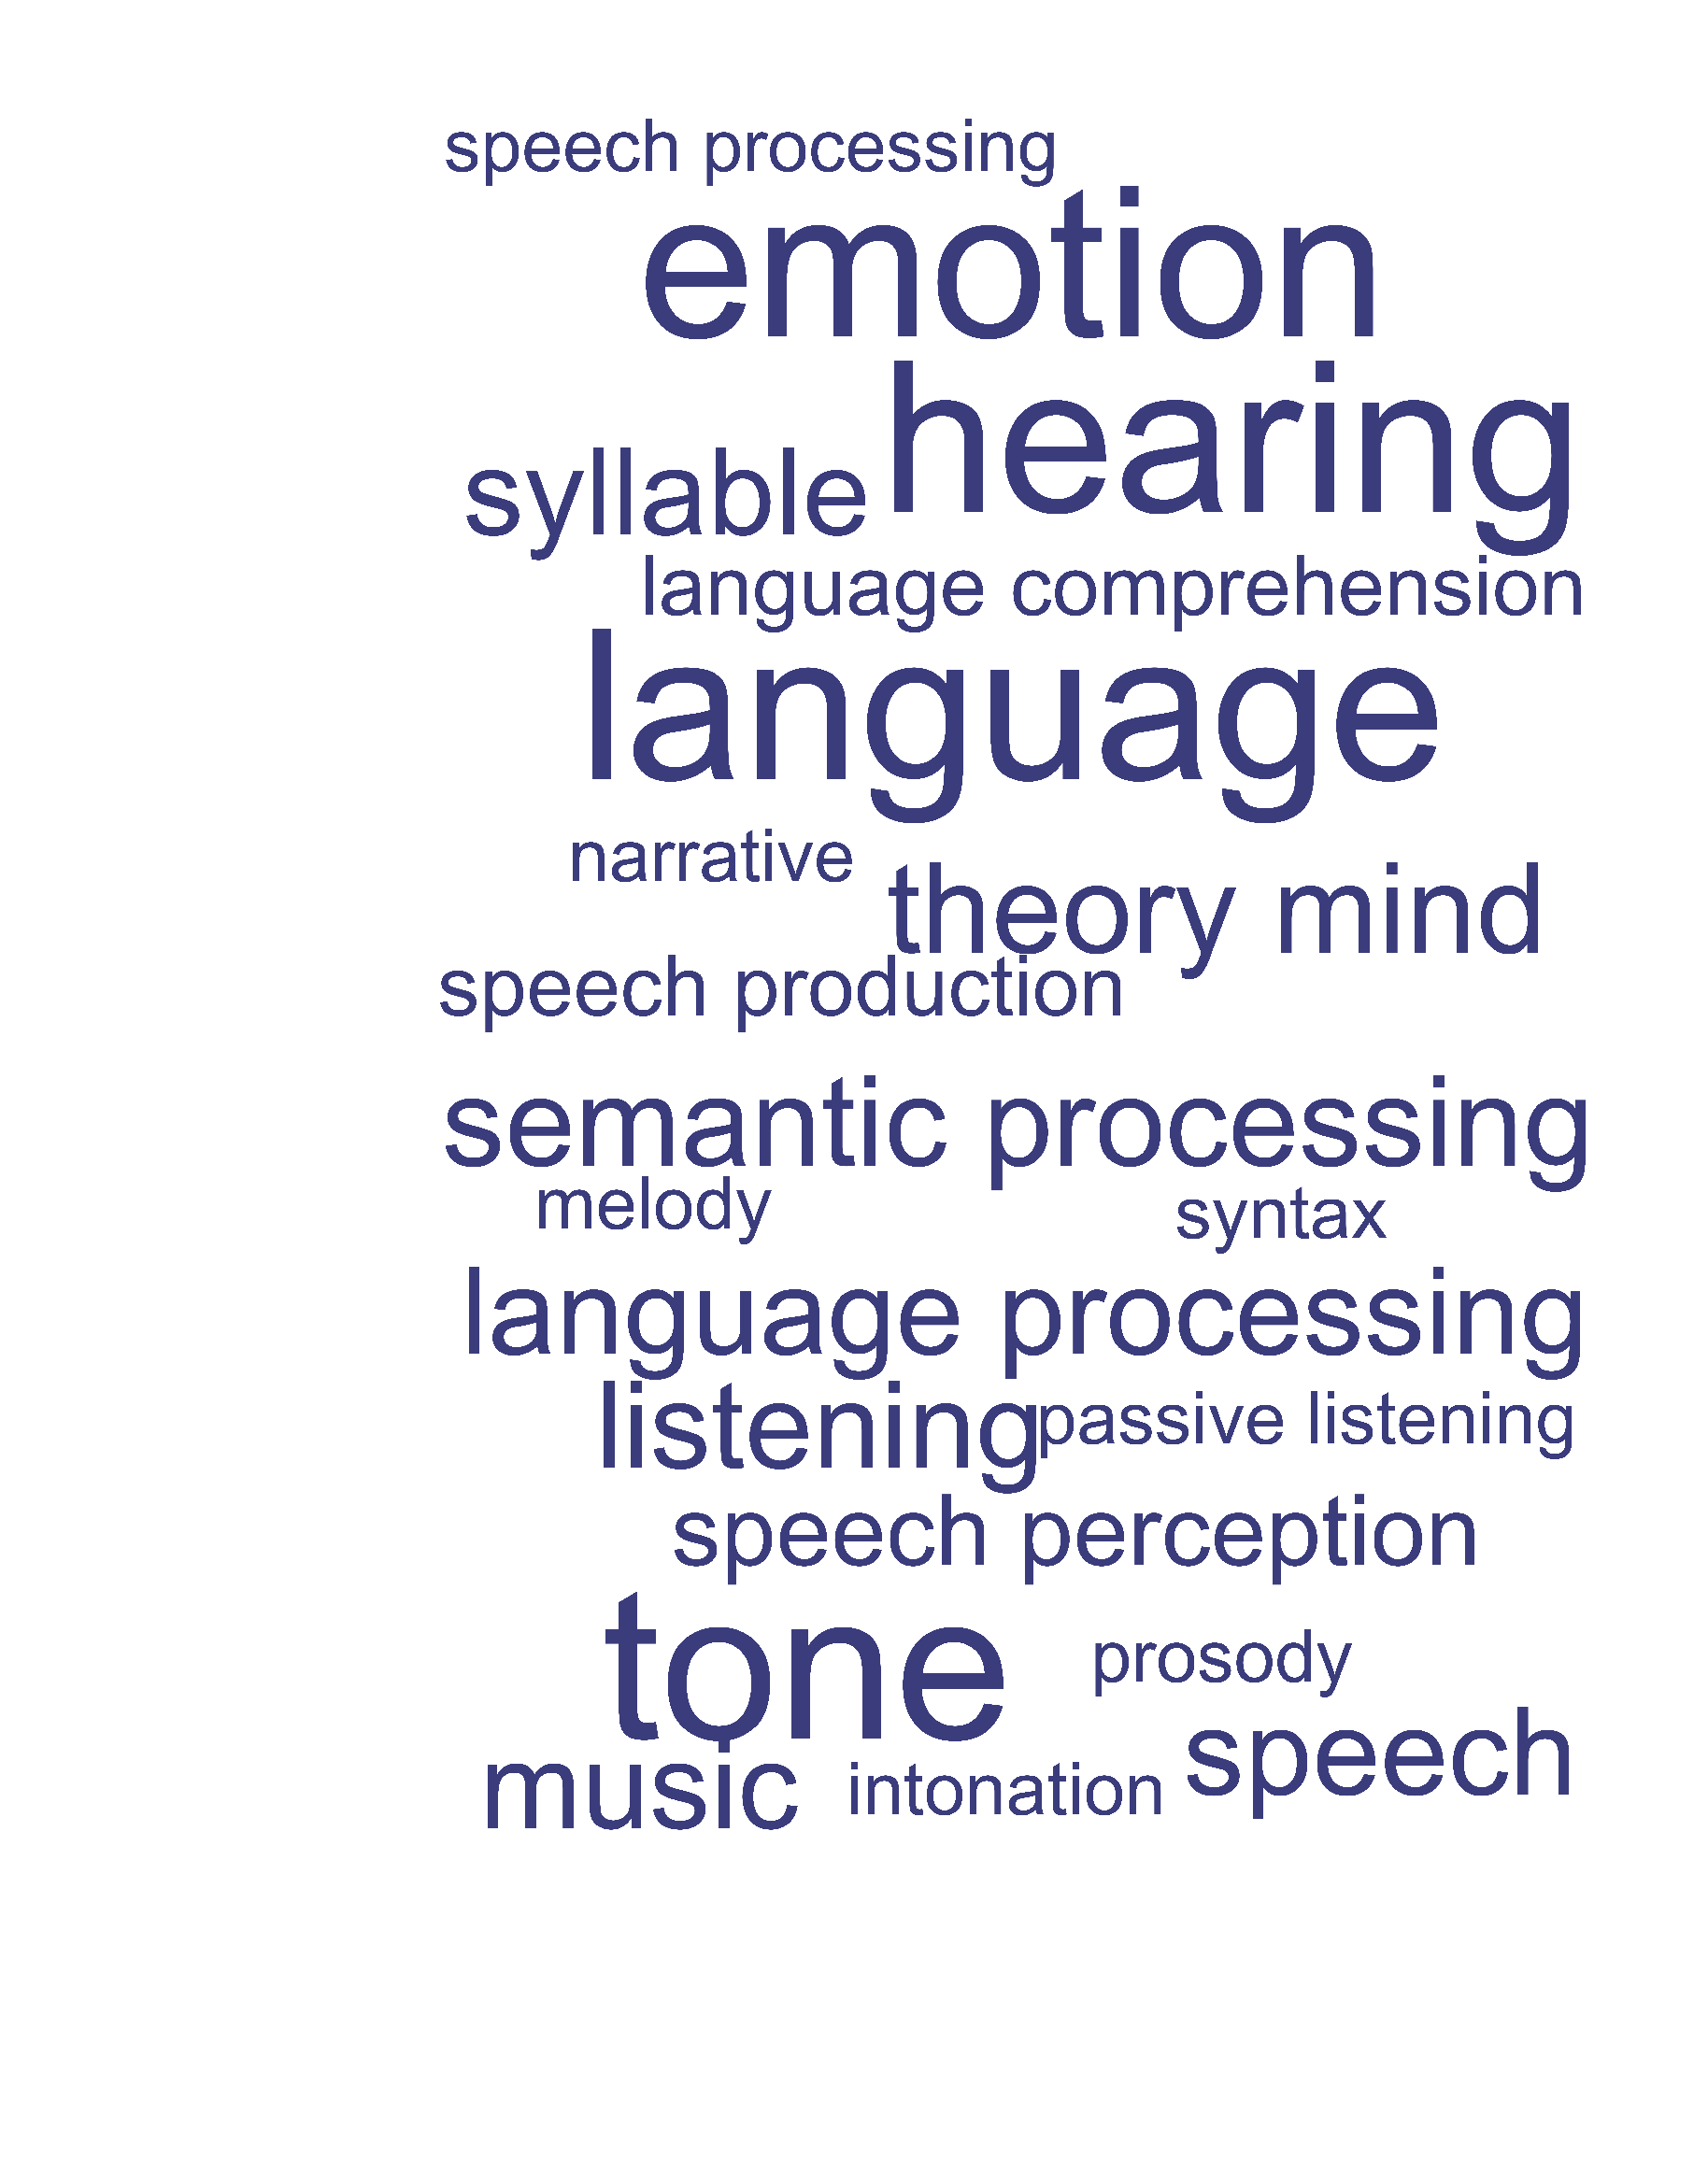 speech processing
emotion
hearing
syllable
language comprehension
language
narrative
theory mind
speech production
semantic processing
melody
syntax
language processing
listening
passive listening
speech perception
tone
prosody
speech
music
intonation